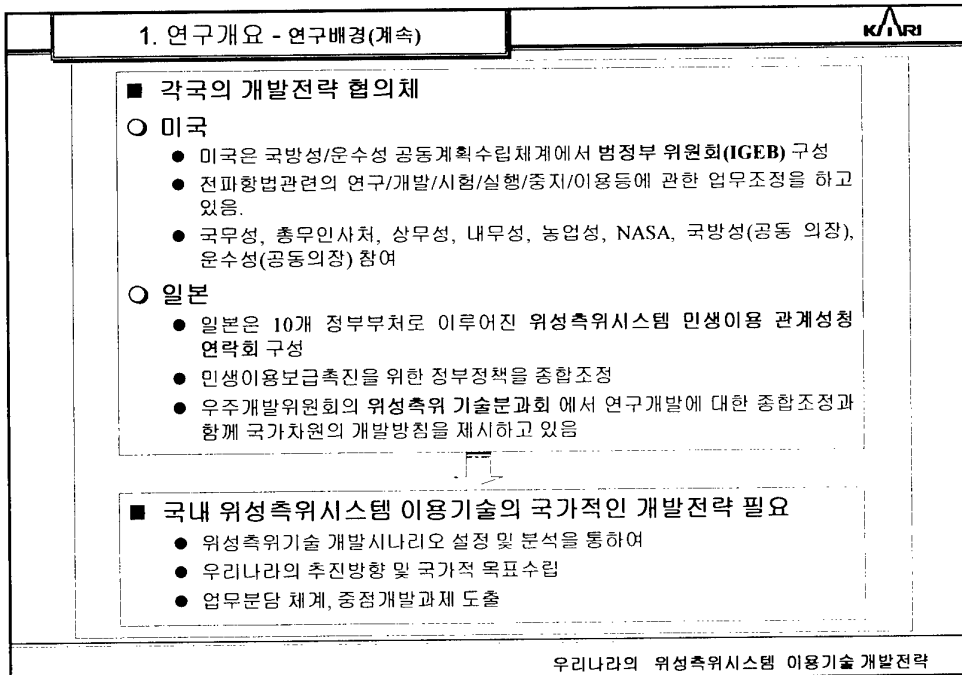 1. 연구개요 - 연구배경(계속)
KARI
■ 각국의 개발전략 협의체
○ 미국
● 미국은 국방성/운수성 공동계획수립체계에서 범정부 위원회(IGEB) 구성
● 전파항법관련의 연구/개발/시험/실행/중지/이용등에 관한 업무조정을 하고
있음.
● 국무성, 총무인사처, 상무성, 내무성, 농업성, NASA, 국방성(공동 의장),
운수성(공동의장) 참여
○ 일본
● 일본은 10개 정부부처로 이루어진 위성측위시스템 민생이용 관계성청
연락회 구성
● 민생이용보급촉진을 위한 정부정책을 종합조정
● 우주개발위원회의 위성측위 기술분과회 에서 연구개발에 대한 종합조정과
함께 국가차원의 개발방침을 제시하고 있음
■ 국내 위성측위시스템 이용기술의 국가적인 개발전략 필요
● 위성측위기술 개발시나리오 설정 및 분석을 통하여
● 우리나라의 추진방향 및 국가적 목표수립
● 업무분담 체계, 중점개발과제 도출
우리나라의 위성측위시스템 이용기술 개발전략